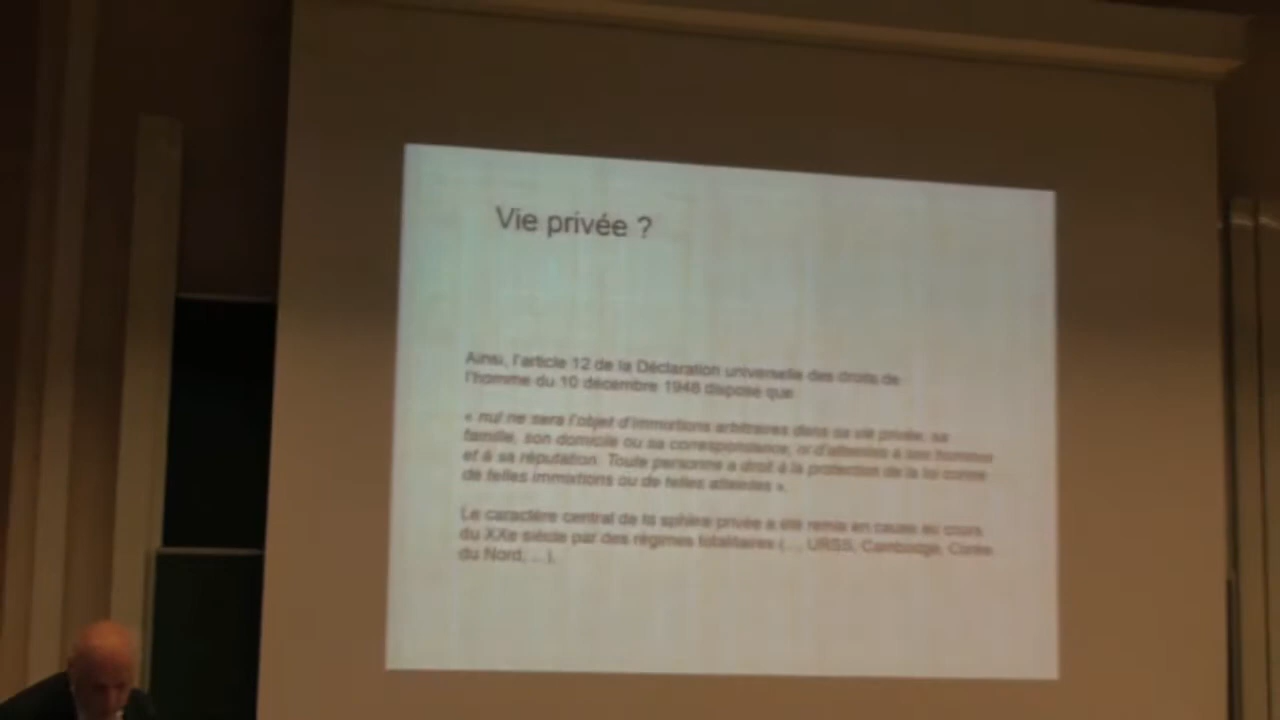 Vie privée ?
Ainsi, l'article 12 de la Déclaration universelle des droits de
l'homme du 10 décembre 1948 dispose que
« nul ne sera l'objet d'immixtions arbitraires dans sa vie privée, sa
famille, son domicile ou sa correspondance, ni d'atteintes à son honneur
et à sa réputation. Toute personne a droit à la protection de la loi contre
de telles immixtions ou de telles atteintes ».
Le caractère central de la sphère privée a été remis en cause au cours
du XXe siècle par des régimes totalitaires (... URSS, Cambodge, Corée
du Nord, ... ).